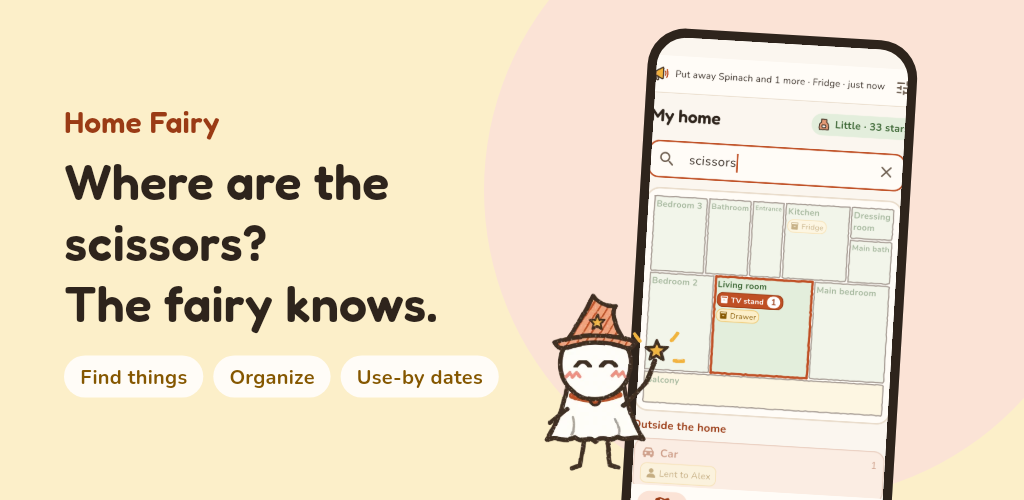 Home Fairy
Where are the
scissors?
The fairy knows.
Find things
Organize
Use-by dates
Put away Spinach and 1 more · Fridge · just now
My home
Little · 33 star
scissors
Bedroom 3
Bathroom
Entrance
Kitchen
Fridge
Dressing
room
Main bath
Bedroom 2
Living room
TV stand 1
Drawer
Main bedroom
Balcony
Outside the home
Car
1
Lent to Alex